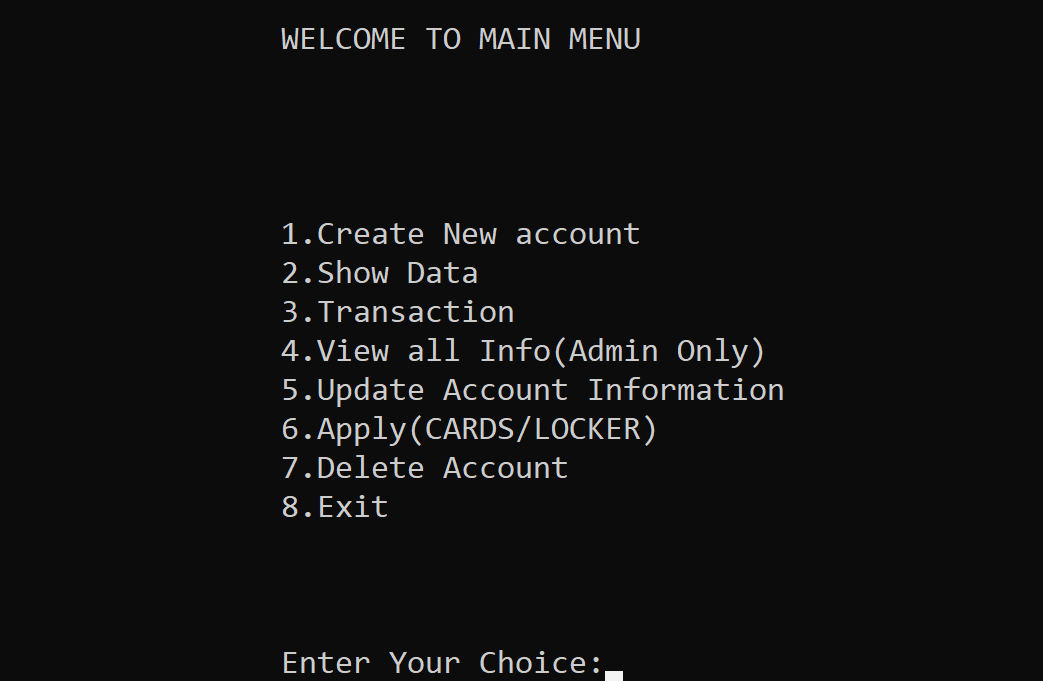 WELCOME TO MAIN MENU
1.Create New account
2.Show Data
3.Transaction
4.View all Info(Admin Only)
5.Update Account Information
6.Apply(CARDS/LOCKER)
7.Delete Account
8.Exit
Enter Your Choice: